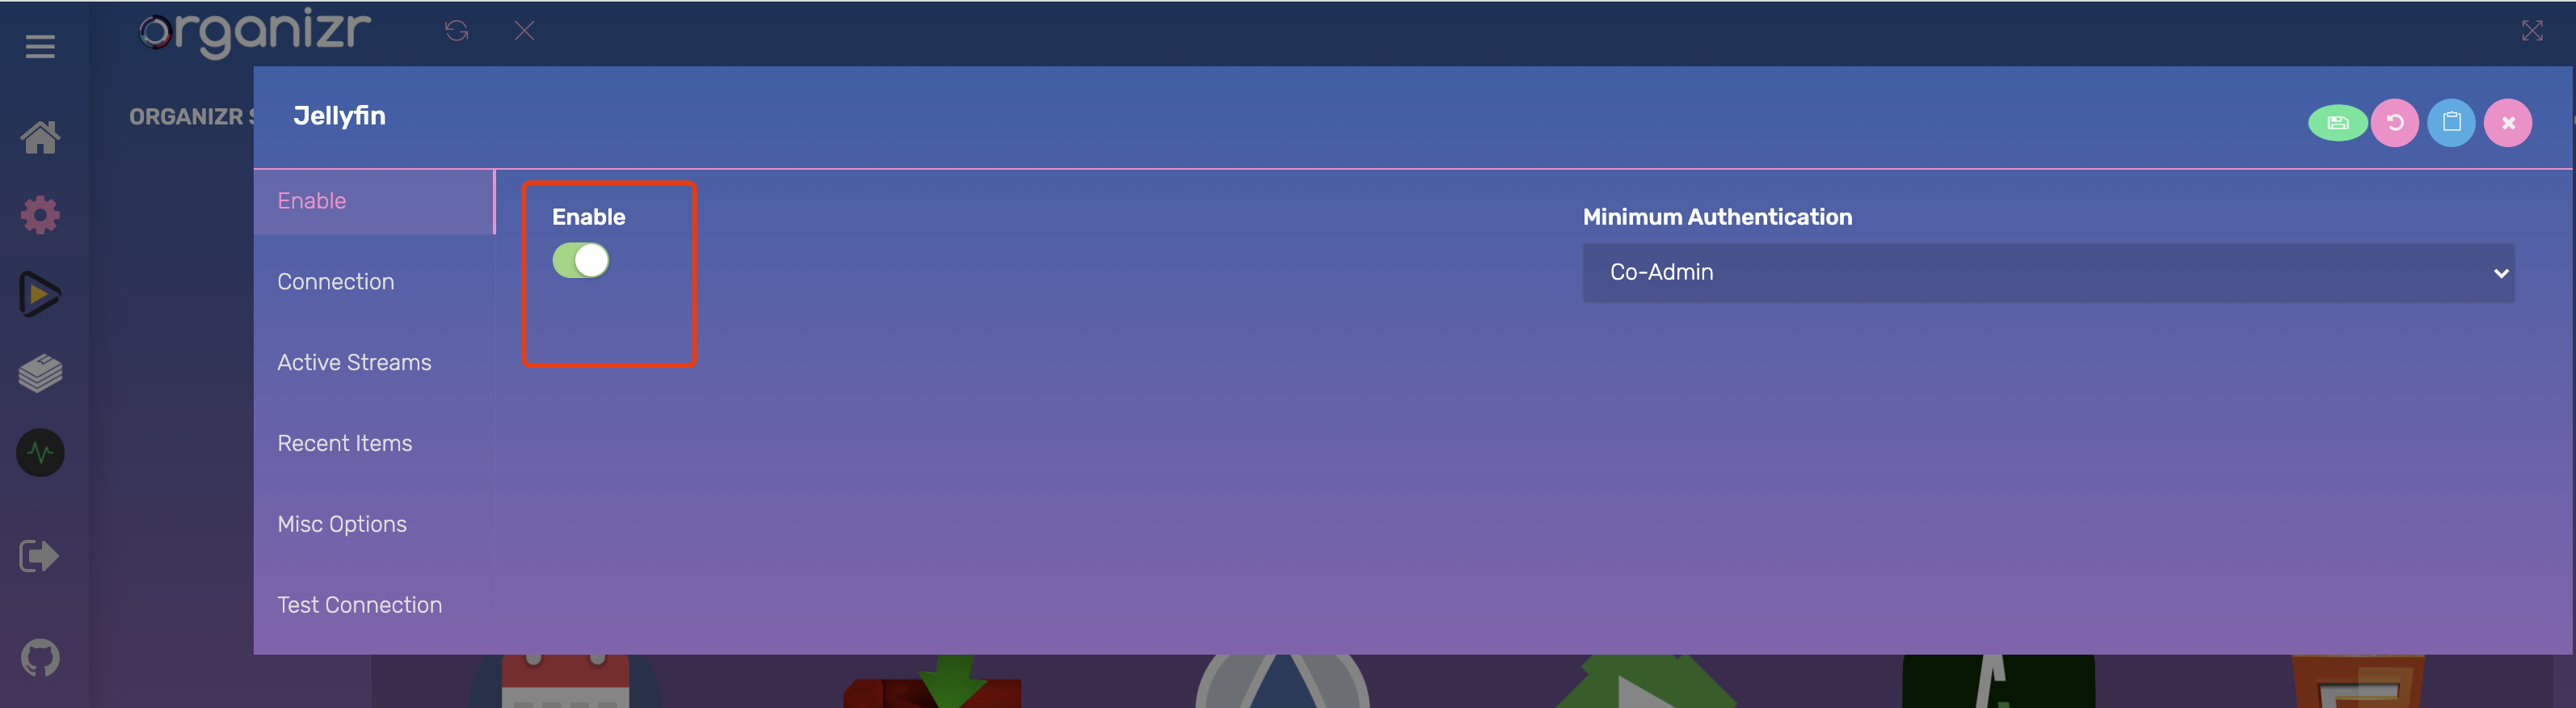 organizr
ORGANIZR S
Jellyfin
Enable
Connection
Active Streams
Recent Items
Misc Options
Test Connection
Enable
Minimum Authentication
Co-Admin